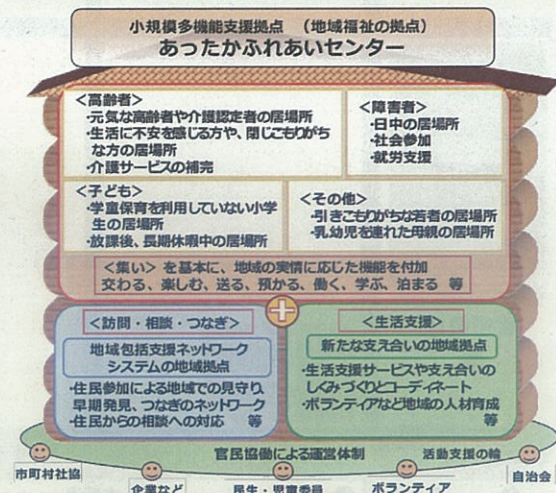 小規模多機能支援拠点 （地域福祉の拠点）
あったかふれあいセンター
＜高齢者＞
・元気な高齢者や介護認定者の居場所
・生活に不安を感じる方や、閉じこもりがち
な方の居場所
・介護サービスの補完
＜障害者＞
・日中の居場所
・社会参加
・就労支援
＜子ども＞
・学童保育を利用していない小学
生の居場所
・放課後、長期休暇中の居場所
＜その他＞
・引きこもりがちな若者の居場所
・乳幼児を連れた母親の居場所
＜集い＞ を基本に、地域の実情に応じた機能を付加
交わる、楽しむ、送る、預かる、働く、学ぶ、泊まる 等
＜訪問・相談・つなぎ＞
地域包括支援ネットワーク
システムの地域拠点
・住民参加による地域での見守り、
早期発見、つなぎのネットワーク
・住民からの相談への対応 等
＜生活支援＞
新たな支え合いの地域拠点
・生活支援サービスや支え合いの
しくみづくりとコーディネート
・ボランティアなど地域の人材育成
等
官民協働による運営体制
活動支援の輪
市町村社協
企業など
民生・児童委員
ボランティア
自治会